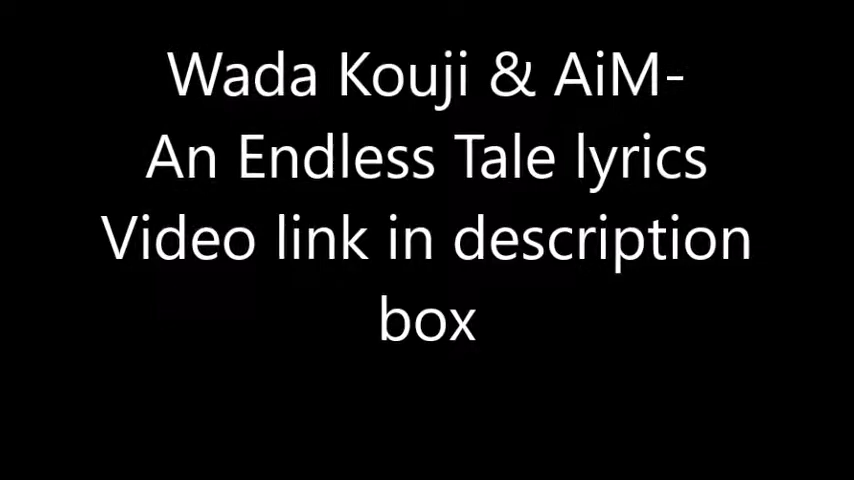 Wada Kouji & AiM-
An Endless Tale lyrics
Video link in description
box